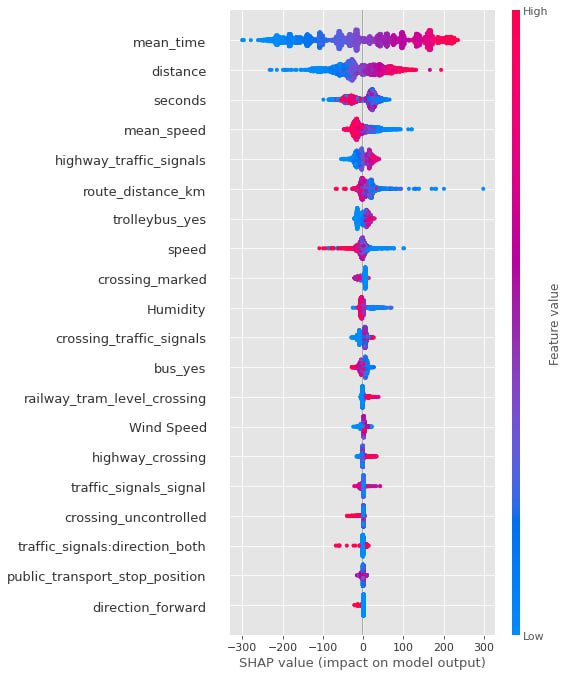 High
mean_time
distance
seconds
mean_speed
highway_traffic_signals
route_distance_km
trolleybus_yes
speed
crossing_marked
Humidity
crossing_traffic_signals
bus_yes
railway_tram_level_crossing
Wind Speed
highway_crossing
traffic_signals_signal
crossing_uncontrolled
traffic_signals:direction_both
public_transport_stop_position
direction_forward
Feature value
Low
−300 −200 −100 0 100 200 300
SHAP value (impact on model output)